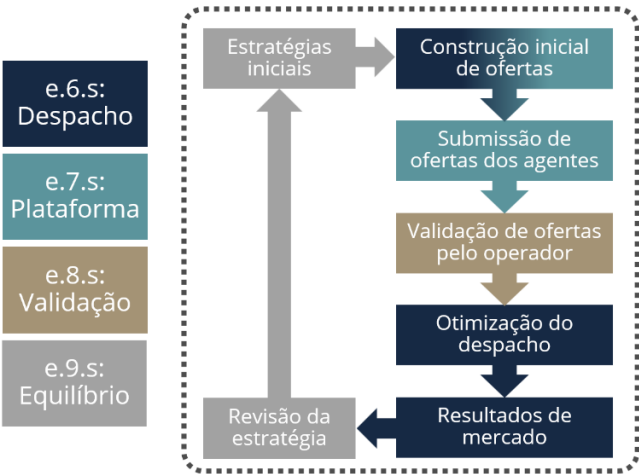 e.6.s:
Despacho
e.7.s:
Plataforma
e.8.s:
Validação
e.9.s:
Equilíbrio
Estratégias
iniciais
Construção inicial
de ofertas
Submissão de
ofertas dos agentes
Validação de ofertas
pelo operador
Otimização do
despacho
Resultados de
mercado
Revisão da
estratégia